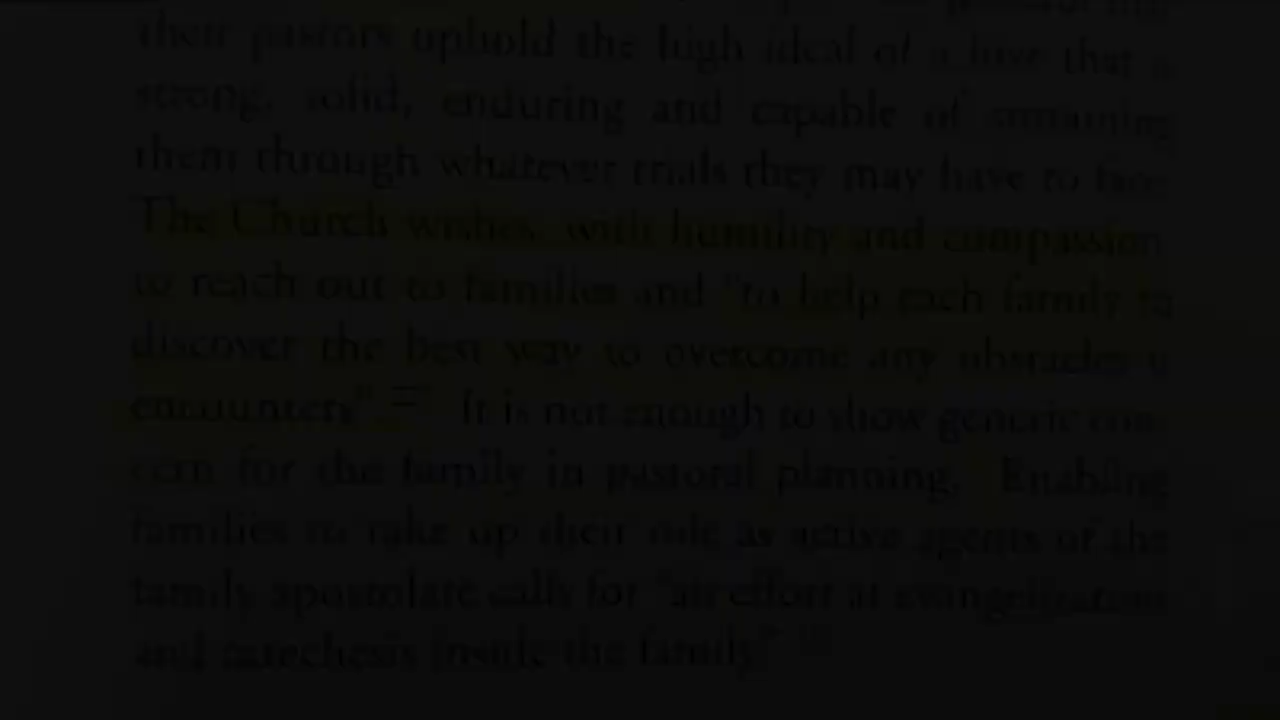 their pastors uphold the high ideal of a love that
strong, solid, enduring and capable of sustaining
them through whatever trials they may have to face.
The Church wishes, with humility and compassion
to reach out to families and "to help each family to
discover the best way to overcome any obstacles it
encounters". It is not enough to show generic con-
cern for the family in pastoral planning. Enabling
families to take up their role as active agents of the
family apostolate calls for "an effort at evangelization
and catechesis inside the family".